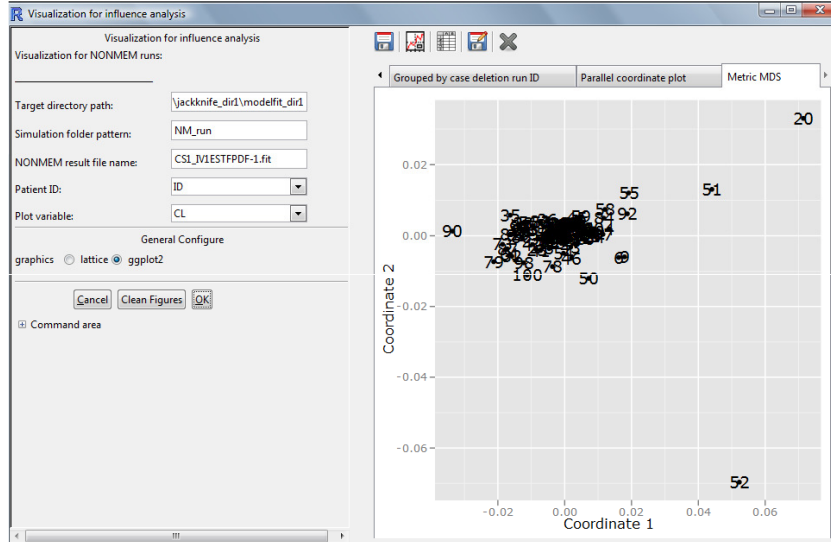 Visualization for influence analysis
Visualization for influence analysis
Visualization for NONMEM runs:
Target directory path: \jackknife_dir1\modelfit_dir1
Simulation folder pattern: NM_run
NONMEM result file name: CS1_IV1ESTFPDF-1.fit
Patient ID: ID
Plot variable: CL
General Configure
graphics lattice ggplot2
Cancel Clean Figures OK
Command area
Grouped by case deletion run ID Parallel coordinate plot Metric MDS
20
0.02
55 51
35 58 92
0.00 90
79 98 78 46
100 50
-0.02
Coordinate 2
-0.04
-0.06
52
-0.02 0.00 0.02 0.04 0.06
Coordinate 1